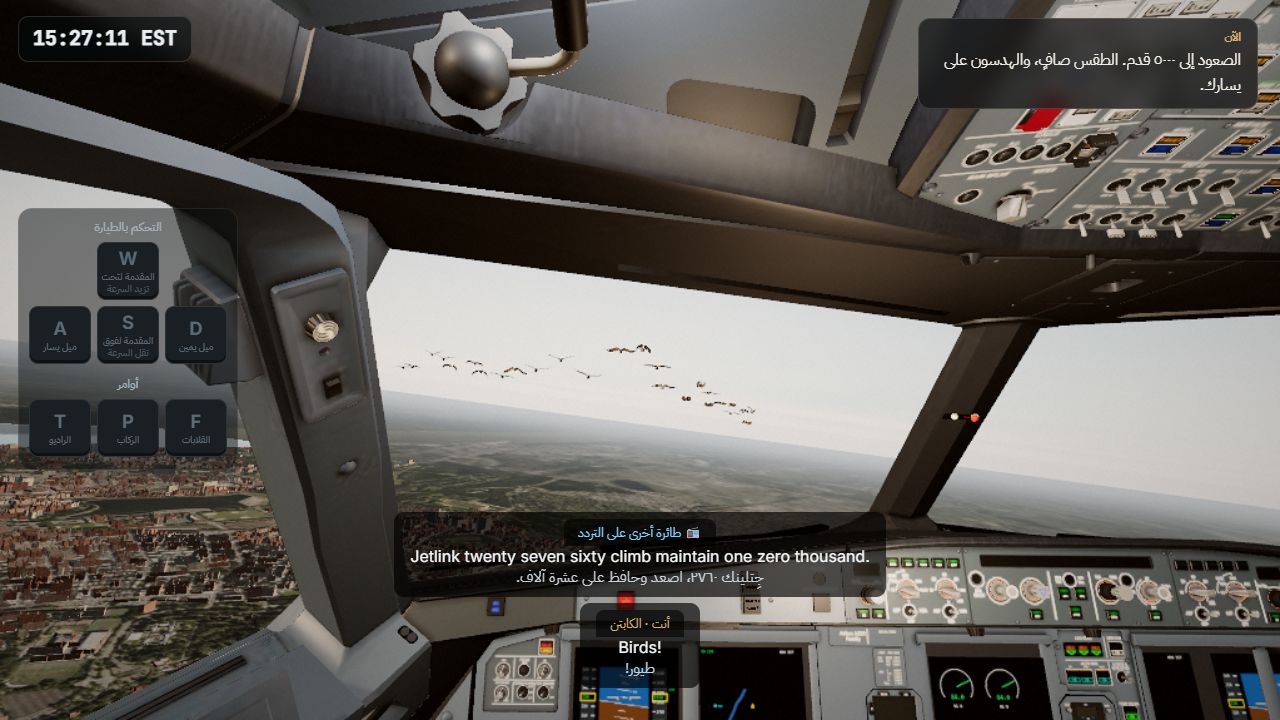 15:27:11 EST
الآن
الصعود إلى ٥٠٠٠ قدم. الطقس صافٍ، والهدسون على
يسارك.
التحكم بالطيارة
W
المقدمة لتحت
تزيد السرعة
A
ميل يسار
S
المقدمة لفوق
تقل السرعة
D
ميل يمين
أوامر
T
الراديو
P
الركاب
F
القلابات
📻 طائرة أخرى على التردد
Jetlink twenty seven sixty climb maintain one zero thousand.
جِتلينك ٢٧٦٠، اصعد وحافظ على عشرة آلاف.
أنت · الكابتن
Birds!
طيور!